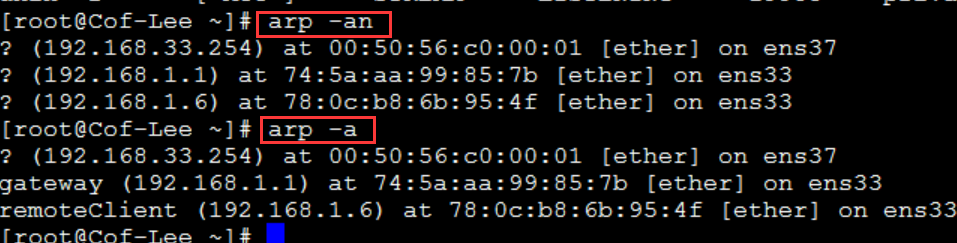 [root@Cof-Lee ~]# arp -an
? (192.168.33.254) at 00:50:56:c0:00:01 [ether] on ens37
? (192.168.1.1) at 74:5a:aa:99:85:7b [ether] on ens33
? (192.168.1.6) at 78:0c:b8:6b:95:4f [ether] on ens33
[root@Cof-Lee ~]# arp -a
? (192.168.33.254) at 00:50:56:c0:00:01 [ether] on ens37
gateway (192.168.1.1) at 74:5a:aa:99:85:7b [ether] on ens33
remoteClient (192.168.1.6) at 78:0c:b8:6b:95:4f [ether] on ens33
[root@Cof-Lee ~]#